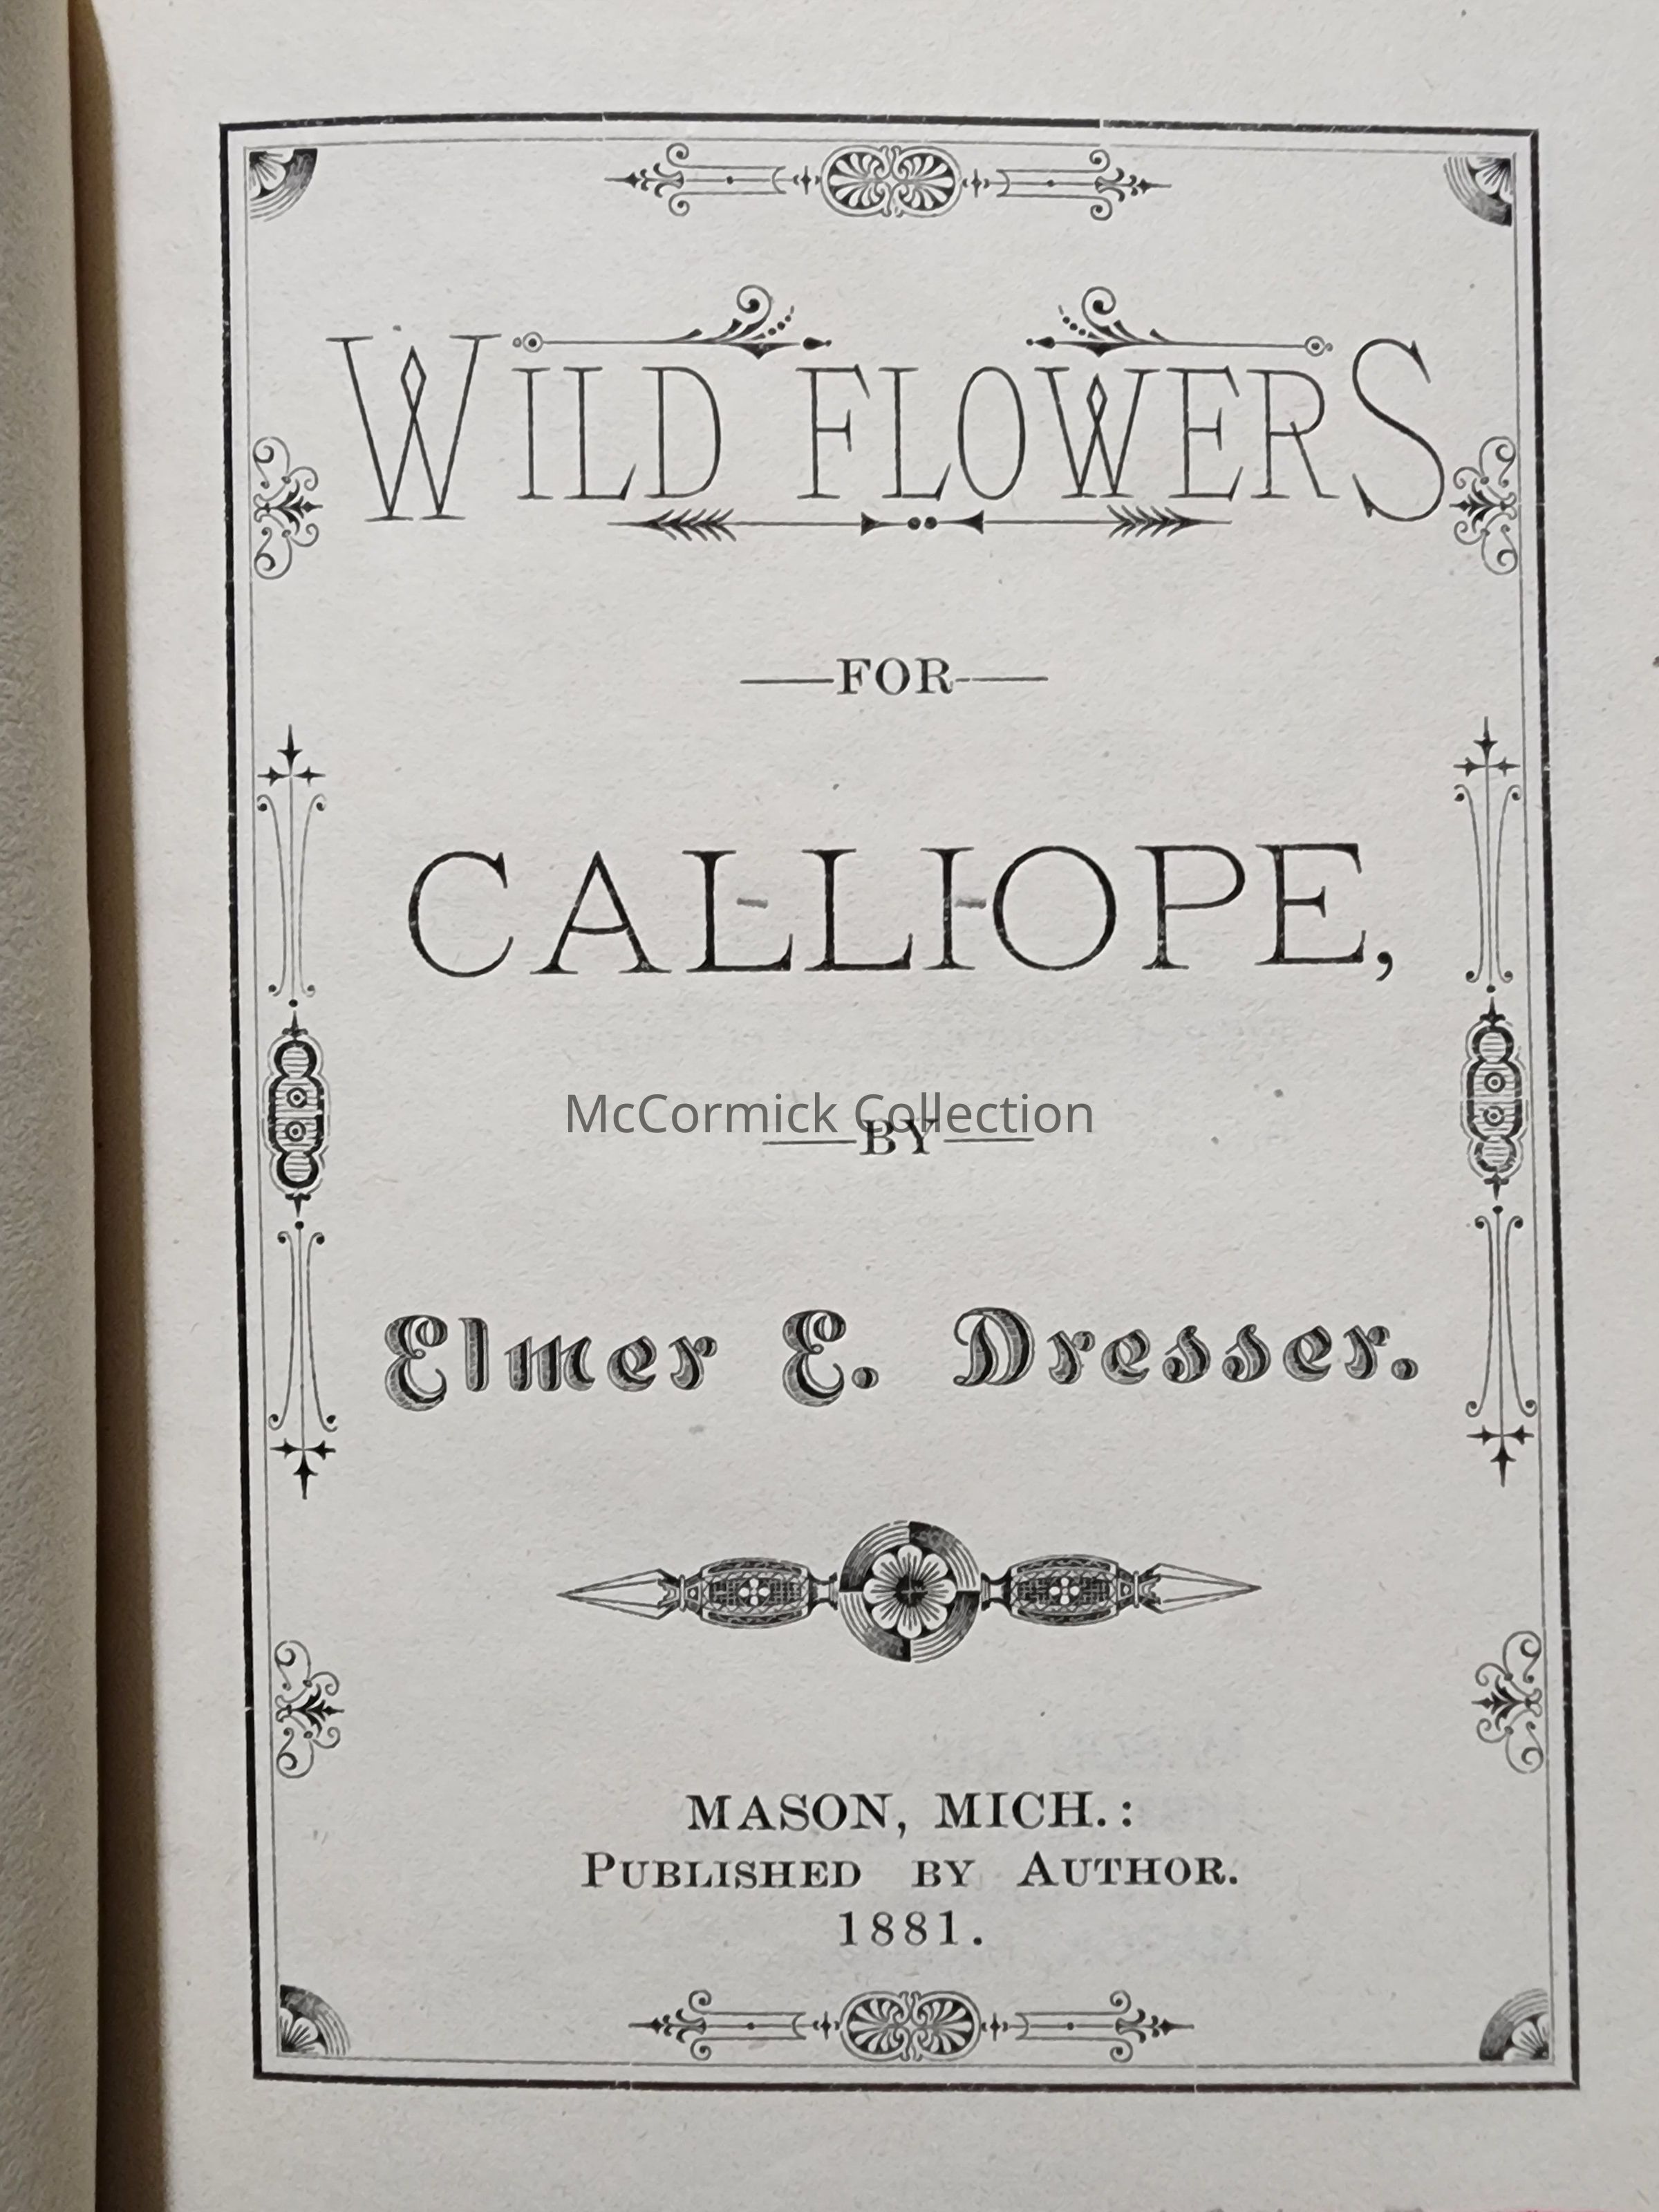 WILD FLOWERS
—FOR—
CALLIOPE,
McCormick Collection
—BY—
Elmer E. Dresser.
MASON, MICH.:
PUBLISHED BY AUTHOR.
1881.